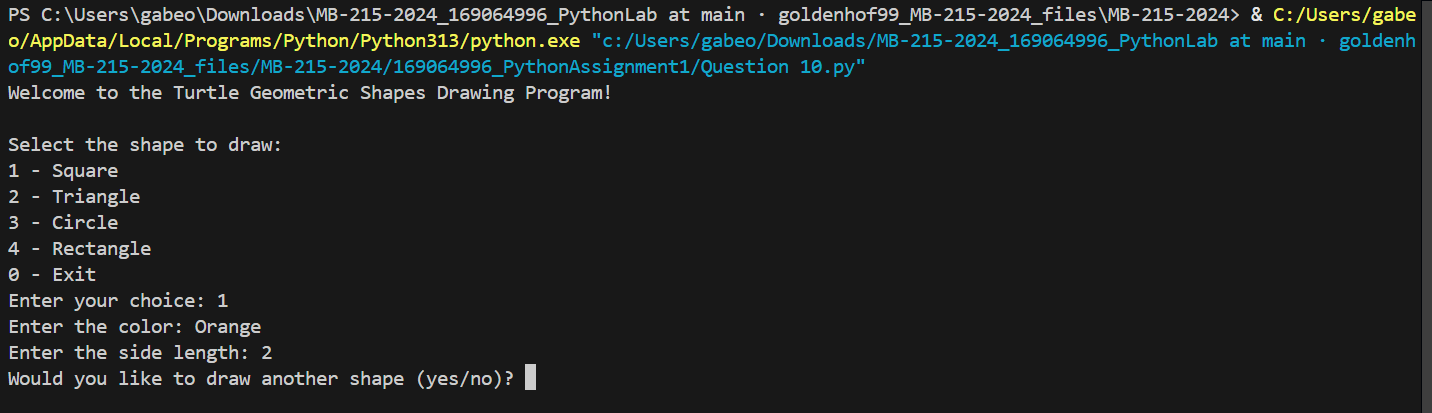 PS C:\Users\gabeo\Downloads\MB-215-2024_169064996_PythonLab at main · goldenhof99_MB-215-2024_files\MB-215-2024> & C:/Users/gabe
o/AppData/Local/Programs/Python/Python313/python.exe "c:/Users/gabeo/Downloads/MB-215-2024_169064996_PythonLab at main · goldenh
of99_MB-215-2024_files/MB-215-2024/169064996_PythonAssignment1/Question 10.py"
Welcome to the Turtle Geometric Shapes Drawing Program!
Select the shape to draw:
1 - Square
2 - Triangle
3 - Circle
4 - Rectangle
0 - Exit
Enter your choice: 1
Enter the color: Orange
Enter the side length: 2
Would you like to draw another shape (yes/no)?